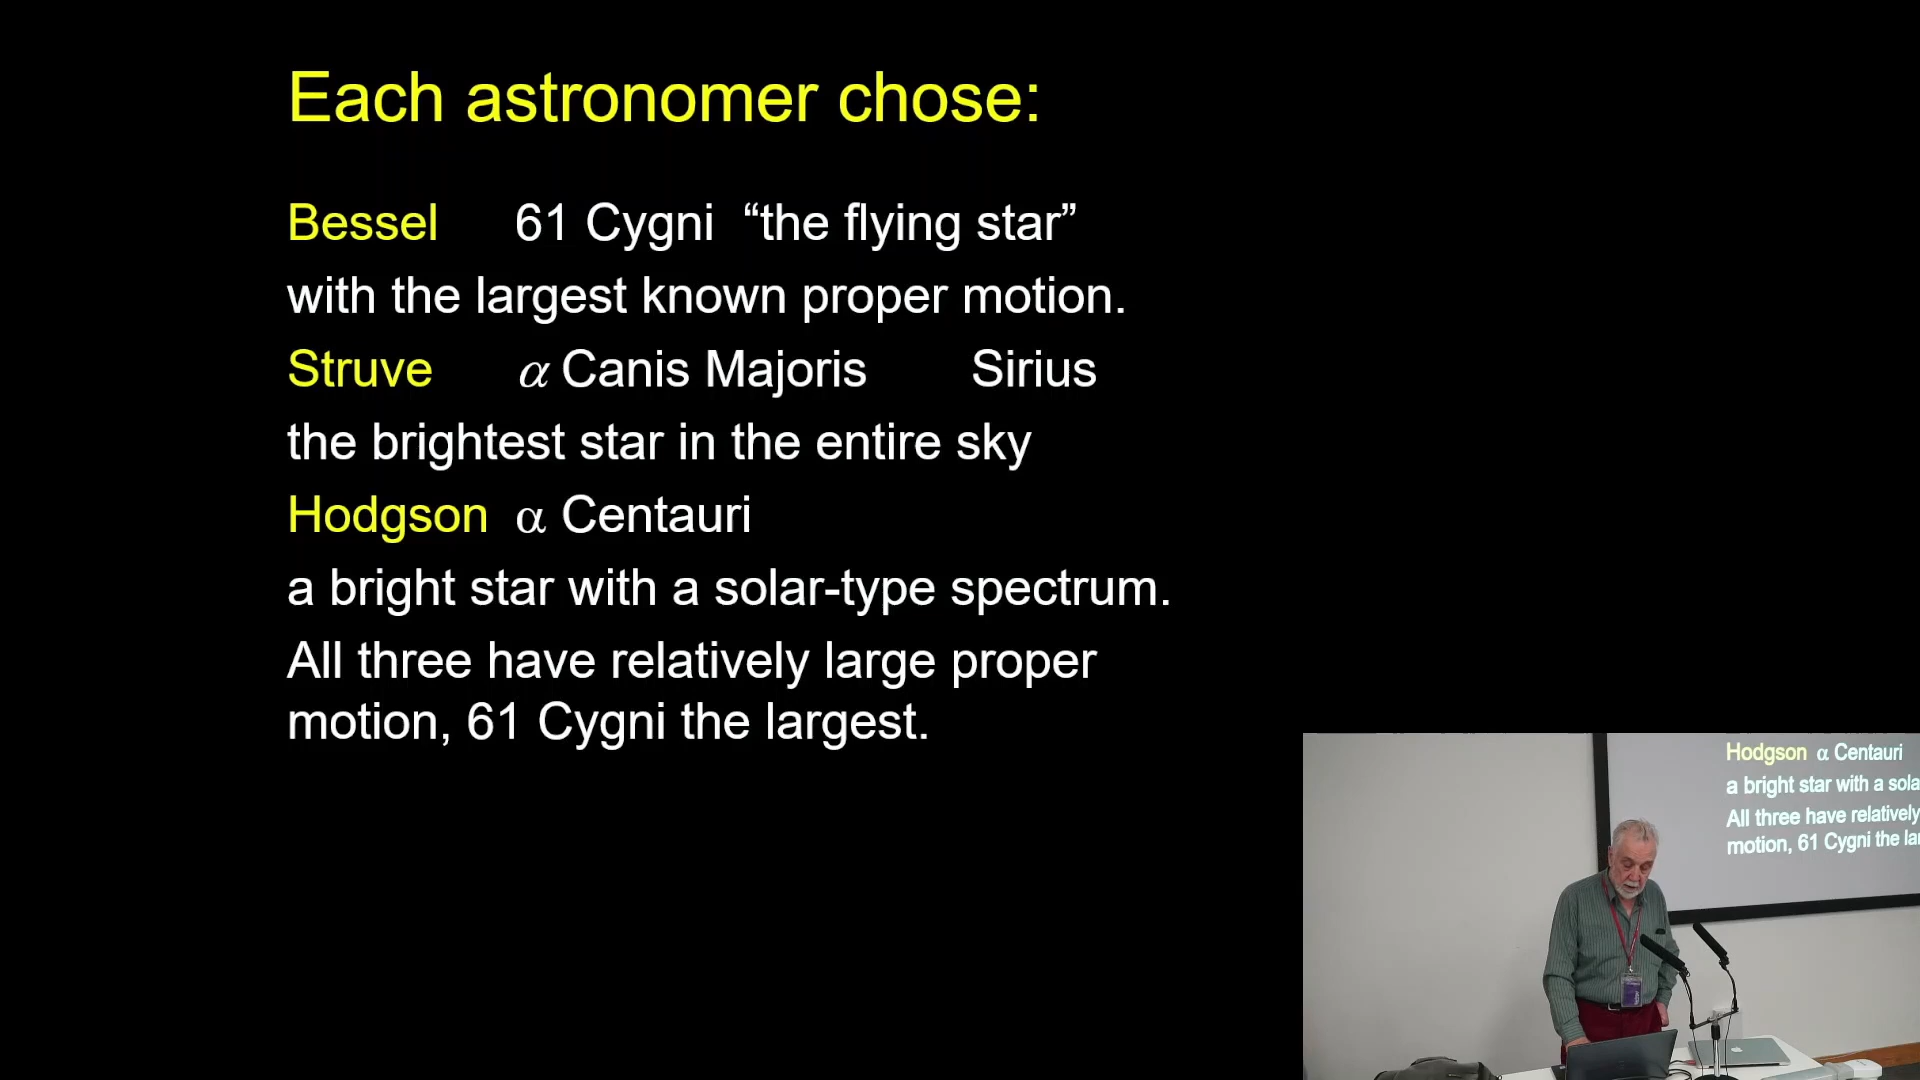 Each astronomer chose:
Bessel 61 Cygni “the flying star”
with the largest known proper motion.
Struve α Canis Majoris Sirius
the brightest star in the entire sky
Hodgson α Centauri
a bright star with a solar-type spectrum.
All three have relatively large proper
motion, 61 Cygni the largest.
Hodgson α Centauri
a bright star with a sola
All three have relatively
motion, 61 Cygni the la